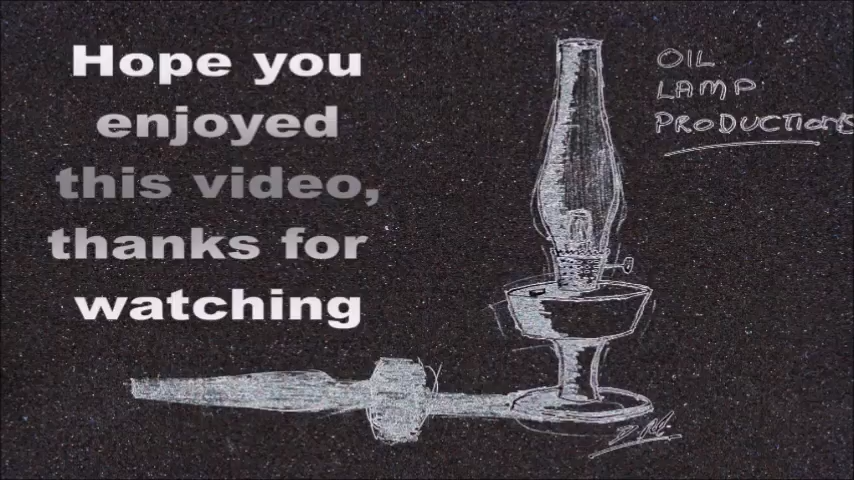 Hope you
enjoyed
this video,
thanks for
watching
OIL
LAMP
PRODUCTIONS